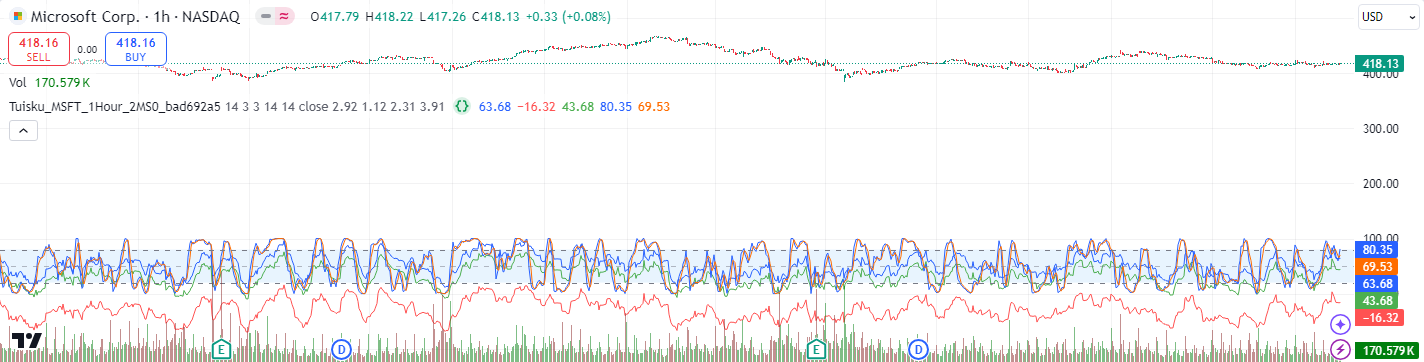 Microsoft Corp. · 1h · NASDAQ O417.79 H418.22 L417.26 C418.13 +0.33 (+0.08%)
USD
418.16 0.00 418.16
SELL BUY
418.13
400.00
Vol 170.579 K
Tuisku_MSFT_1Hour_2MS0_bad692a5 14 3 3 14 14 close 2.92 1.12 2.31 3.91 63.68 −16.32 43.68 80.35 69.53
300.00
200.00
100.00
80.35
69.53
63.68
43.68
−16.32
E D E D
170.579 K